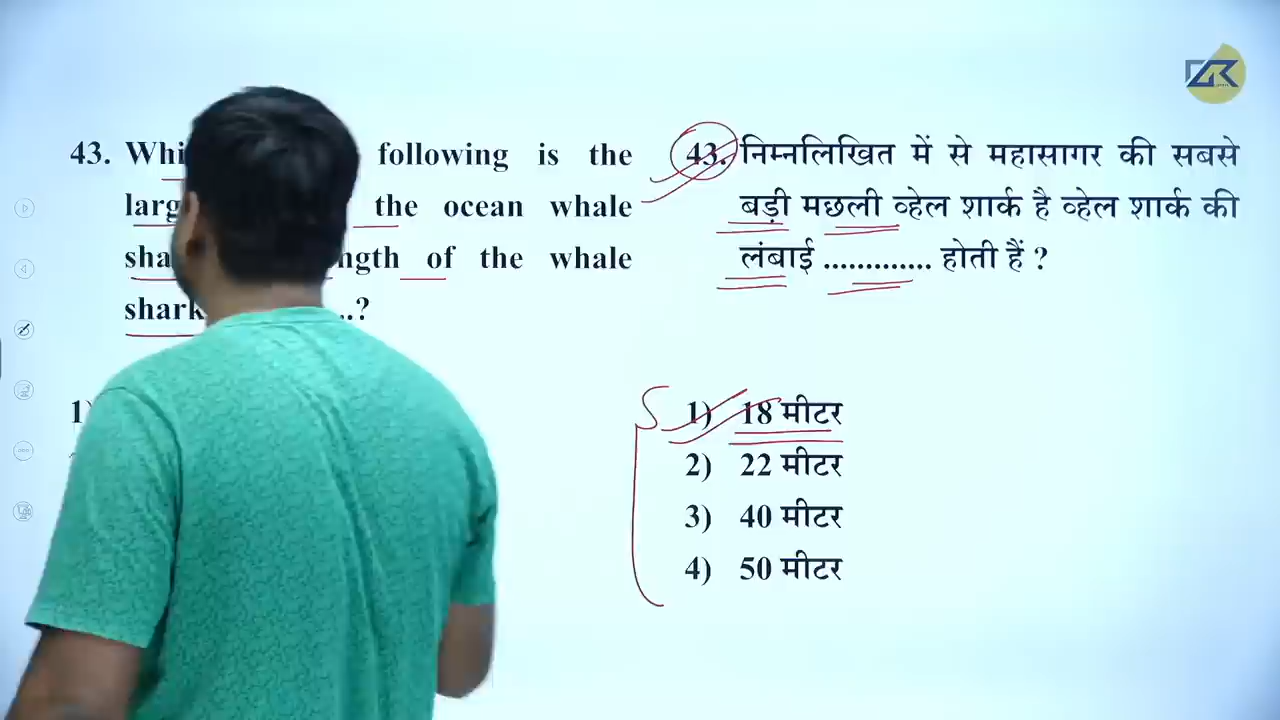 43. Whi following is the
larg the ocean whale
sha ngth of the whale
shark ..?
1)
43. निम्नलिखित में से महासागर की सबसे
बड़ी मछली व्हेल शार्क है व्हेल शार्क की
लंबाई ............. होती हैं ?
1) 18 मीटर
2) 22 मीटर
3) 40 मीटर
4) 50 मीटर